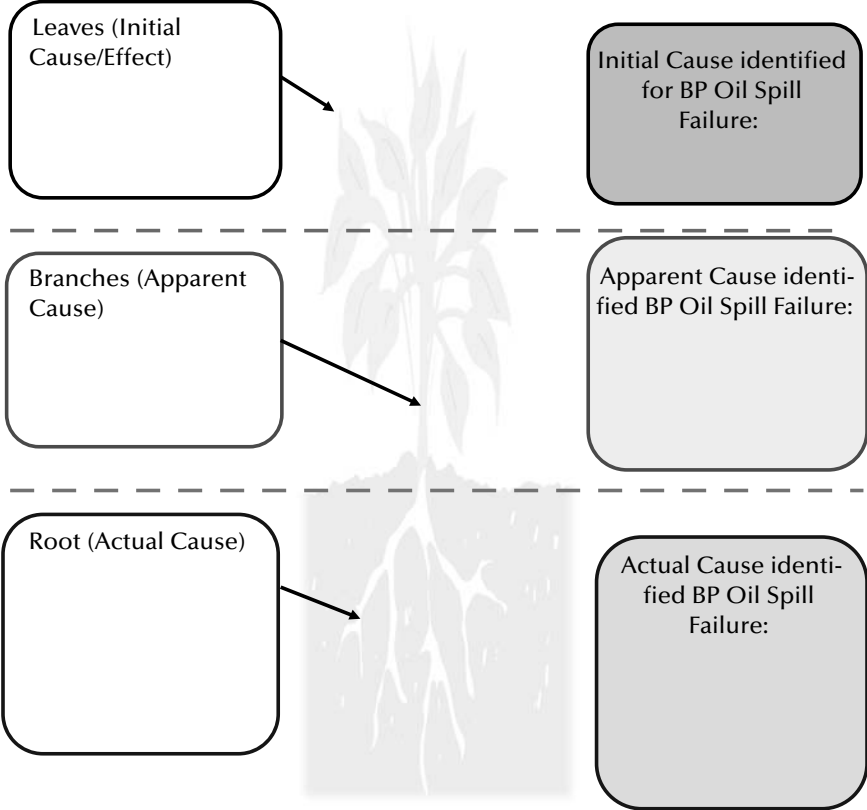 Leaves (Initial
Cause/Effect)
Initial Cause identified
for BP Oil Spill
Failure:
Branches (Apparent
Cause)
Apparent Cause identi-
fied BP Oil Spill Failure:
Root (Actual Cause)
Actual Cause identi-
fied BP Oil Spill
Failure: